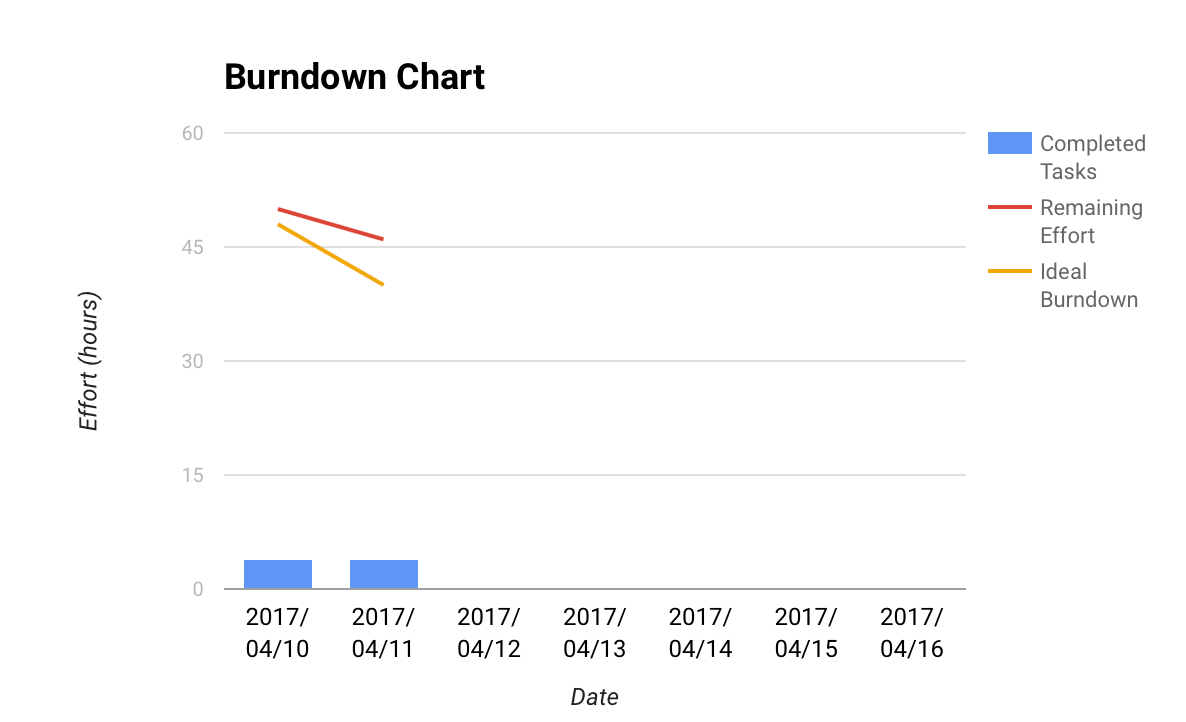 Burndown Chart
60
45
30
15
0
Effort (hours)
Completed
Tasks
Remaining
Effort
Ideal
Burndown
2017/ 2017/ 2017/ 2017/ 2017/ 2017/ 2017/
04/10 04/11 04/12 04/13 04/14 04/15 04/16
Date